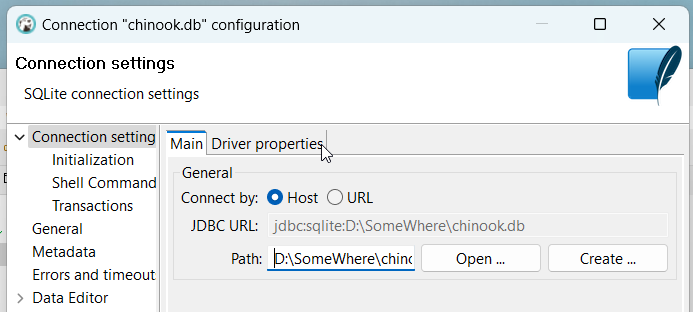 Connection "chinook.db" configuration
Connection settings
SQLite connection settings
Connection setting
Initialization
Shell Command
Transactions
General
Metadata
Errors and timeout
Data Editor
Main Driver properties
General
Connect by: Host URL
JDBC URL: jdbc:sqlite:D:\SomeWhere\chinook.db
Path: D:\SomeWhere\chino Open ... Create ...